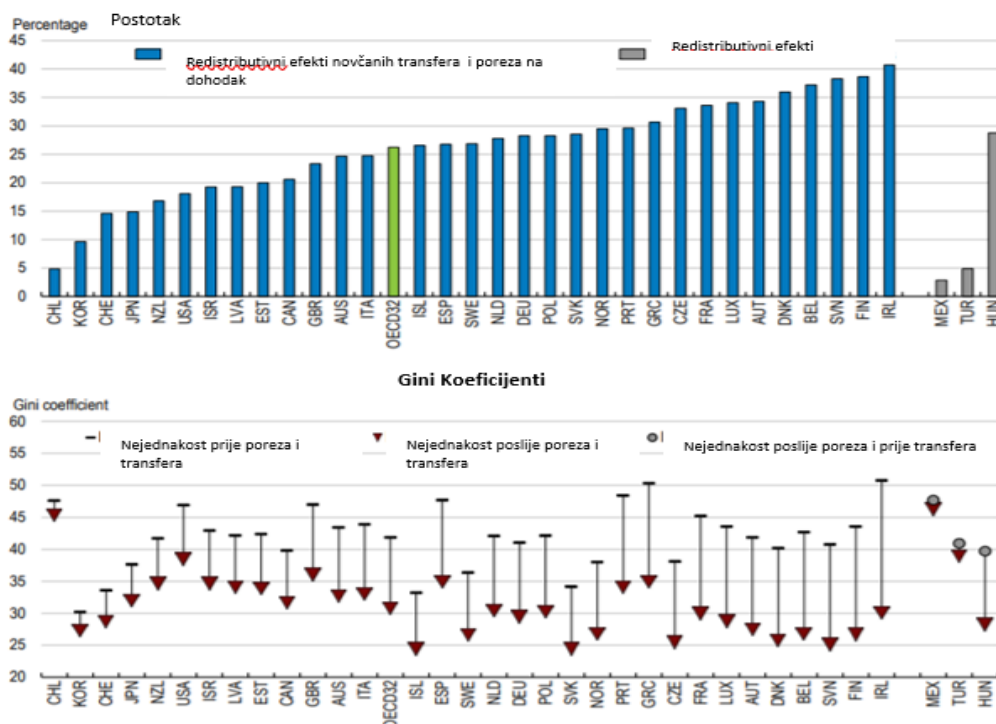 Percentage Postotak
45
40
35
30
25
20
15
10
5
0
Redistributivni efekti novčanih transfera i poreza na
dohodak
Redistributivni efekti
CHL KOR CHE JPN NZL USA ISR LVA EST CAN GBR AUS ITA OECD32 ISL ESP SWE NLD DEU POL SVK NOR PRT GRC CZE FRA LUX AUT DNK BEL SVN FIN IRL MEX TUR HUN
Gini Koeficijenti
Gini coefficient
60
55
50
45
40
35
30
25
20
Nejednakost prije poreza i
transfera
Nejednakost poslije poreza i
transfera
Nejednakost poslije poreza i prije transfera
CHL KOR CHE JPN NZL USA ISR LVA EST CAN GBR AUS ITA OECD32 ISL ESP SWE NLD DEU POL SVK NOR PRT GRC CZE FRA LUX AUT DNK BEL SVN FIN IRL MEX TUR HUN